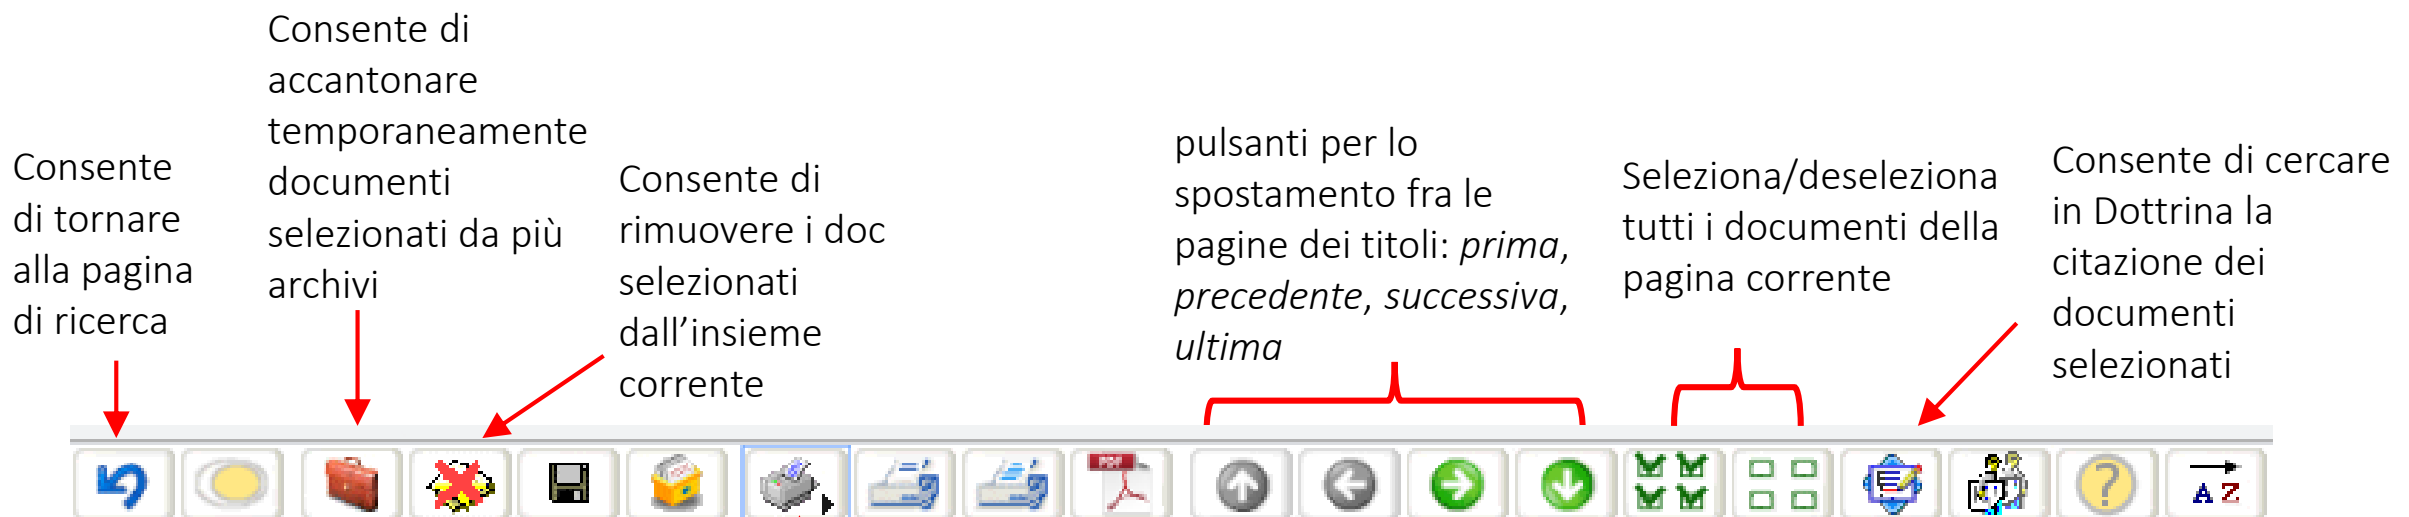 Consente
di tornare
alla pagina
di ricerca
Consente di
accantonare
temporaneamente
documenti
selezionati da più
archivi
Consente di
rimuovere i doc
selezionati
dall’insieme
corrente
pulsanti per lo
spostamento fra le
pagine dei titoli: prima,
precedente, successiva,
ultima
Seleziona/deseleziona
tutti i documenti della
pagina corrente
Consente di cercare
in Dottrina la
citazione dei
documenti
selezionati
PDF
?
A Z